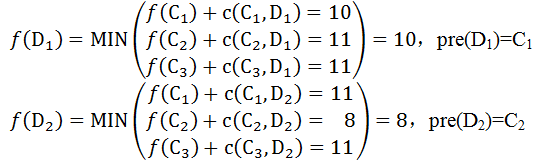 f(C₁) + c(C₁,D₁) = 10
f(D₁) = MIN f(C₂) + c(C₂,D₁) = 11 = 10，pre(D₁)=C₁
f(C₃) + c(C₃,D₁) = 11
f(C₁) + c(C₁,D₂) = 11
f(D₂) = MIN f(C₂) + c(C₂,D₂) = 8 = 8，pre(D₂)=C₂
f(C₃) + c(C₃,D₂) = 11